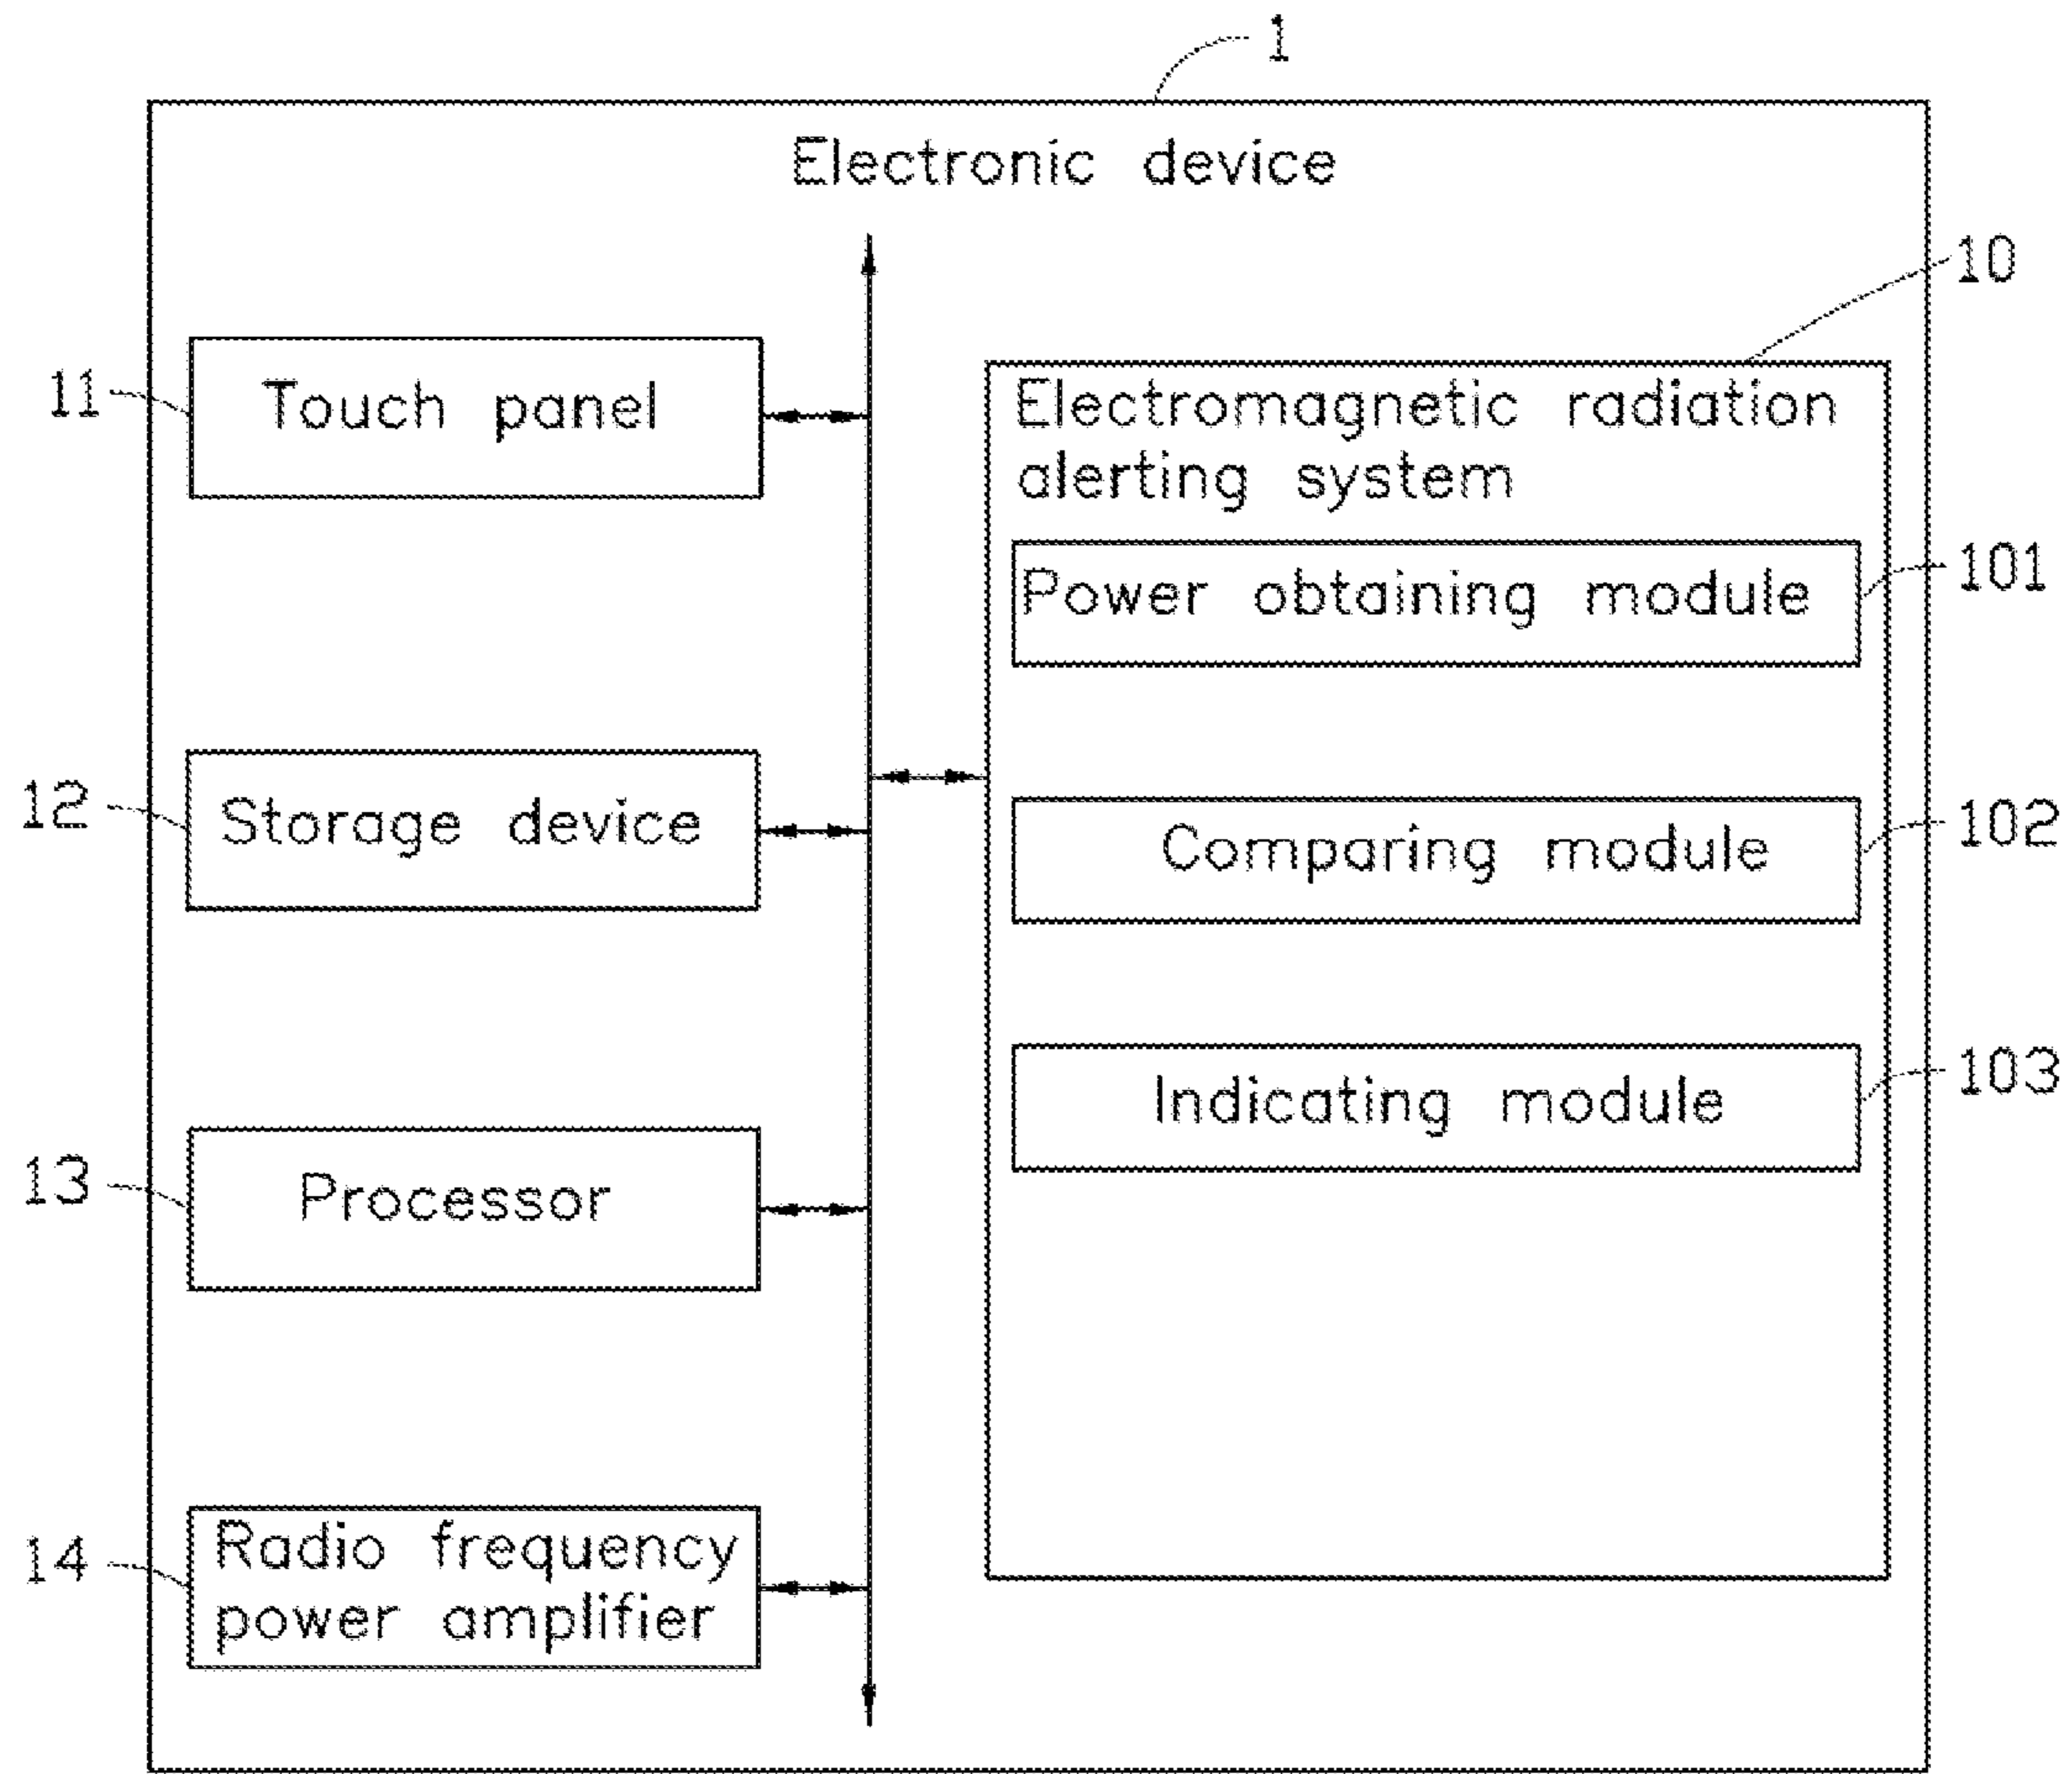 1
Electronic device
10
11
Touch panel
Electromagnetic radiation
alerting system
Power obtaining module
101
12
Storage device
Comparing module
102
13
Processor
Indicating module
103
14
Radio frequency
power amplifier